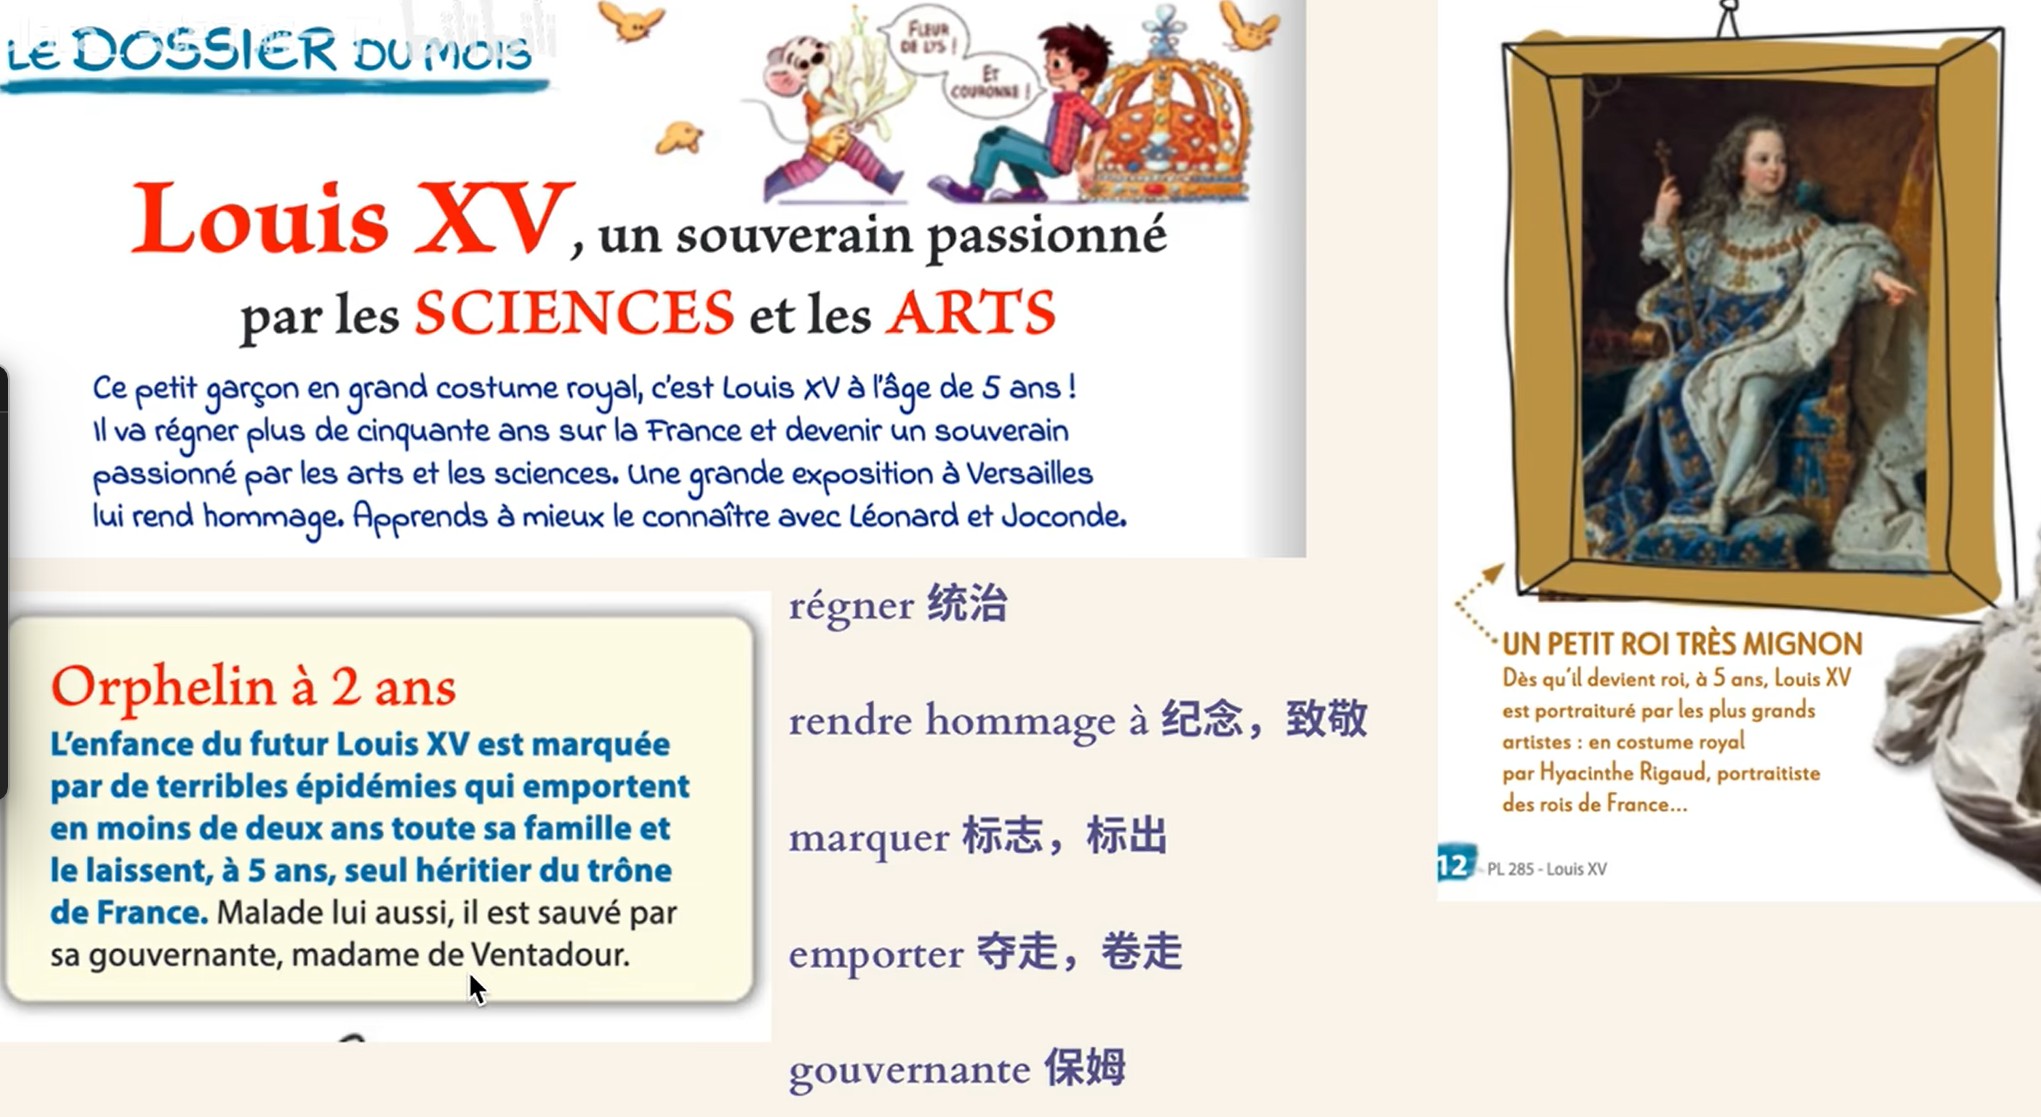 LE DOSSIER DU MOIS
FLEUR
DE LYS !
ET
COURONNE !
Louis XV, un souverain passionné
par les SCIENCES et les ARTS
Ce petit garçon en grand costume royal, c'est Louis XV à l'âge de 5 ans !
Il va régner plus de cinquante ans sur la France et devenir un souverain
passionné par les arts et les sciences. Une grande exposition à Versailles
lui rend hommage. Apprends à mieux le connaître avec Léonard et Joconde.
Orphelin à 2 ans
L'enfance du futur Louis XV est marquée
par de terribles épidémies qui emportent
en moins de deux ans toute sa famille et
le laissent, à 5 ans, seul héritier du trône
de France. Malade lui aussi, il est sauvé par
sa gouvernante, madame de Ventadour.
régner 统治
rendre hommage à 纪念，致敬
marquer 标志，标出
emporter 夺走，卷走
gouvernante 保姆
UN PETIT ROI TRÈS MIGNON
Dès qu'il devient roi, à 5 ans, Louis XV
est portraituré par les plus grands
artistes : en costume royal
par Hyacinthe Rigaud, portraitiste
des rois de France...
12 PL 285 - Louis XV